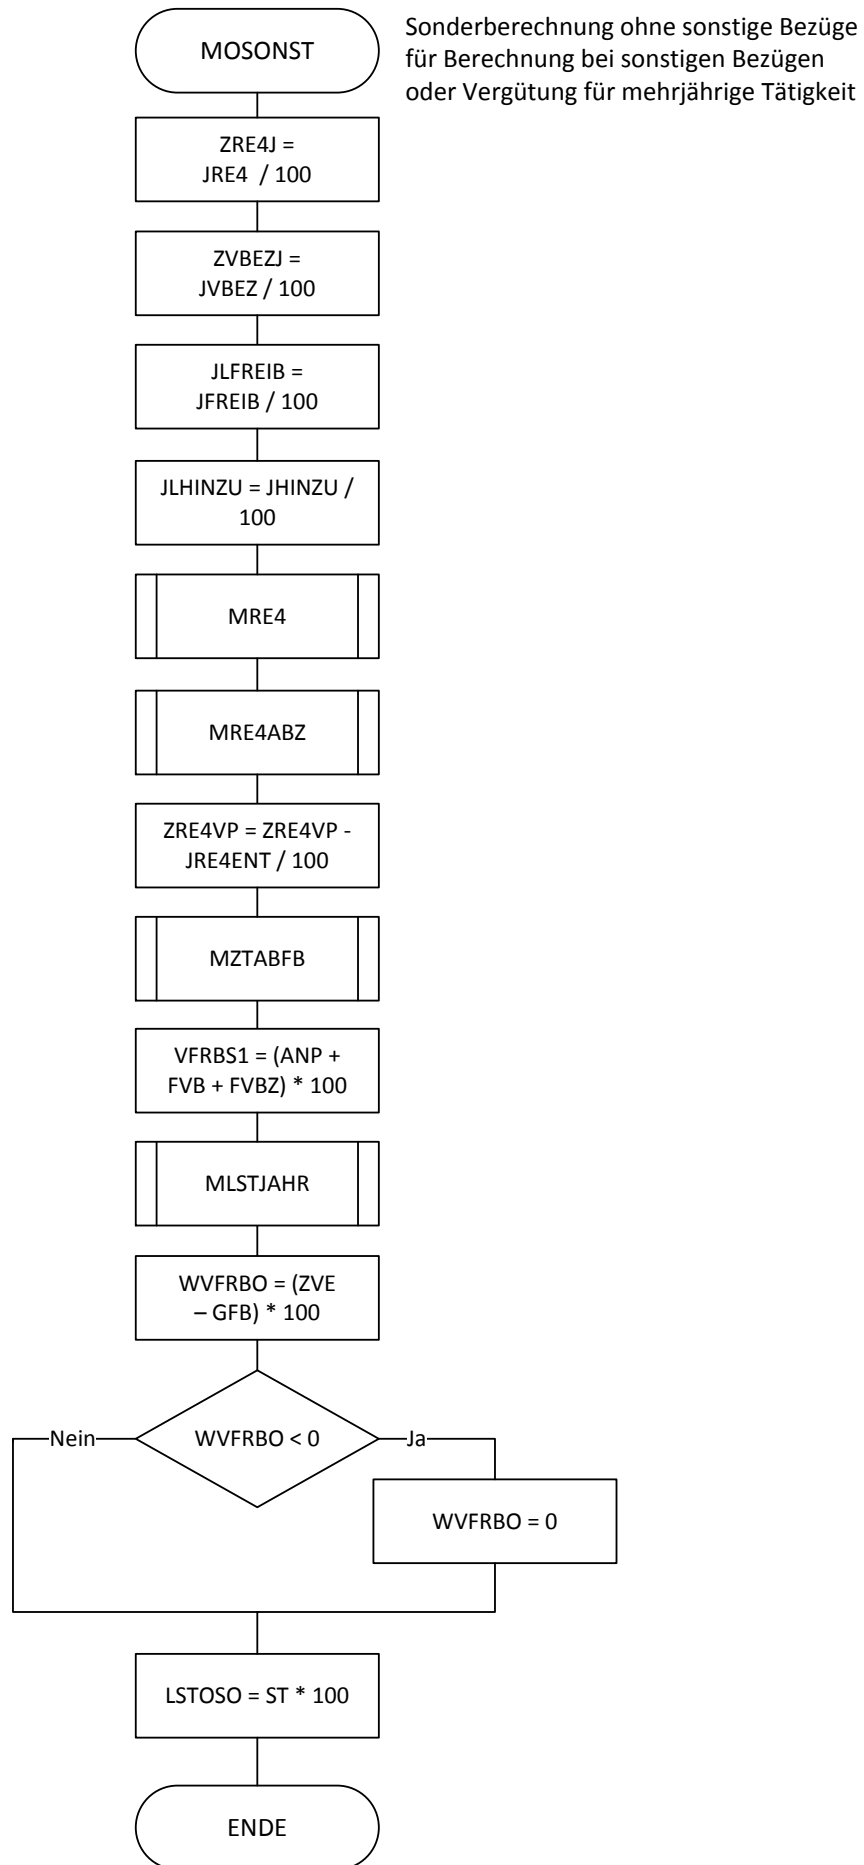 MOSONST
Sonderberechnung ohne sonstige Bezüge
für Berechnung bei sonstigen Bezügen
oder Vergütung für mehrjährige Tätigkeit
ZRE4J =
JRE4 / 100
ZVBEZJ =
JVBEZ / 100
JLFREIB =
JFREIB / 100
JLHINZU = JHINZU /
100
MRE4
MRE4ABZ
ZRE4VP = ZRE4VP -
JRE4ENT / 100
MZTABFB
VFRBS1 = (ANP +
FVB + FVBZ) * 100
MLSTJAHR
WVFRBO = (ZVE
– GFB) * 100
Nein
WVFRBO < 0
Ja
WVFRBO = 0
LSTOSO = ST * 100
ENDE